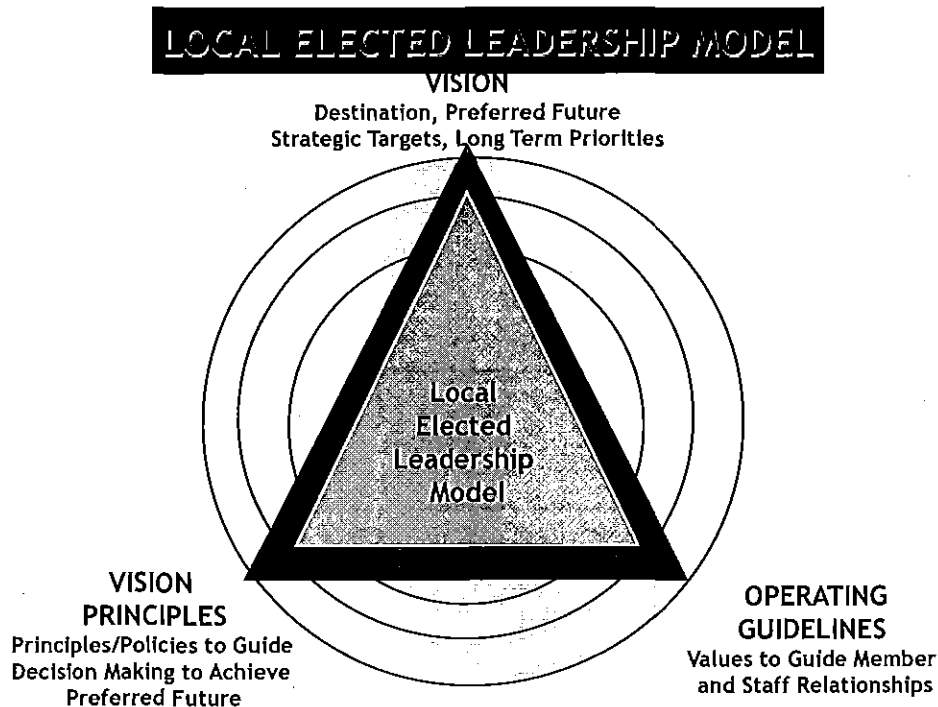 LOCAL ELECTED LEADERSHIP MODEL
VISION
Destination, Preferred Future
Strategic Targets, Long Term Priorities
Local
Elected
Leadership
Model
VISION
PRINCIPLES
Principles/Policies to Guide
Decision Making to Achieve
Preferred Future
OPERATING
GUIDELINES
Values to Guide Member
and Staff Relationships